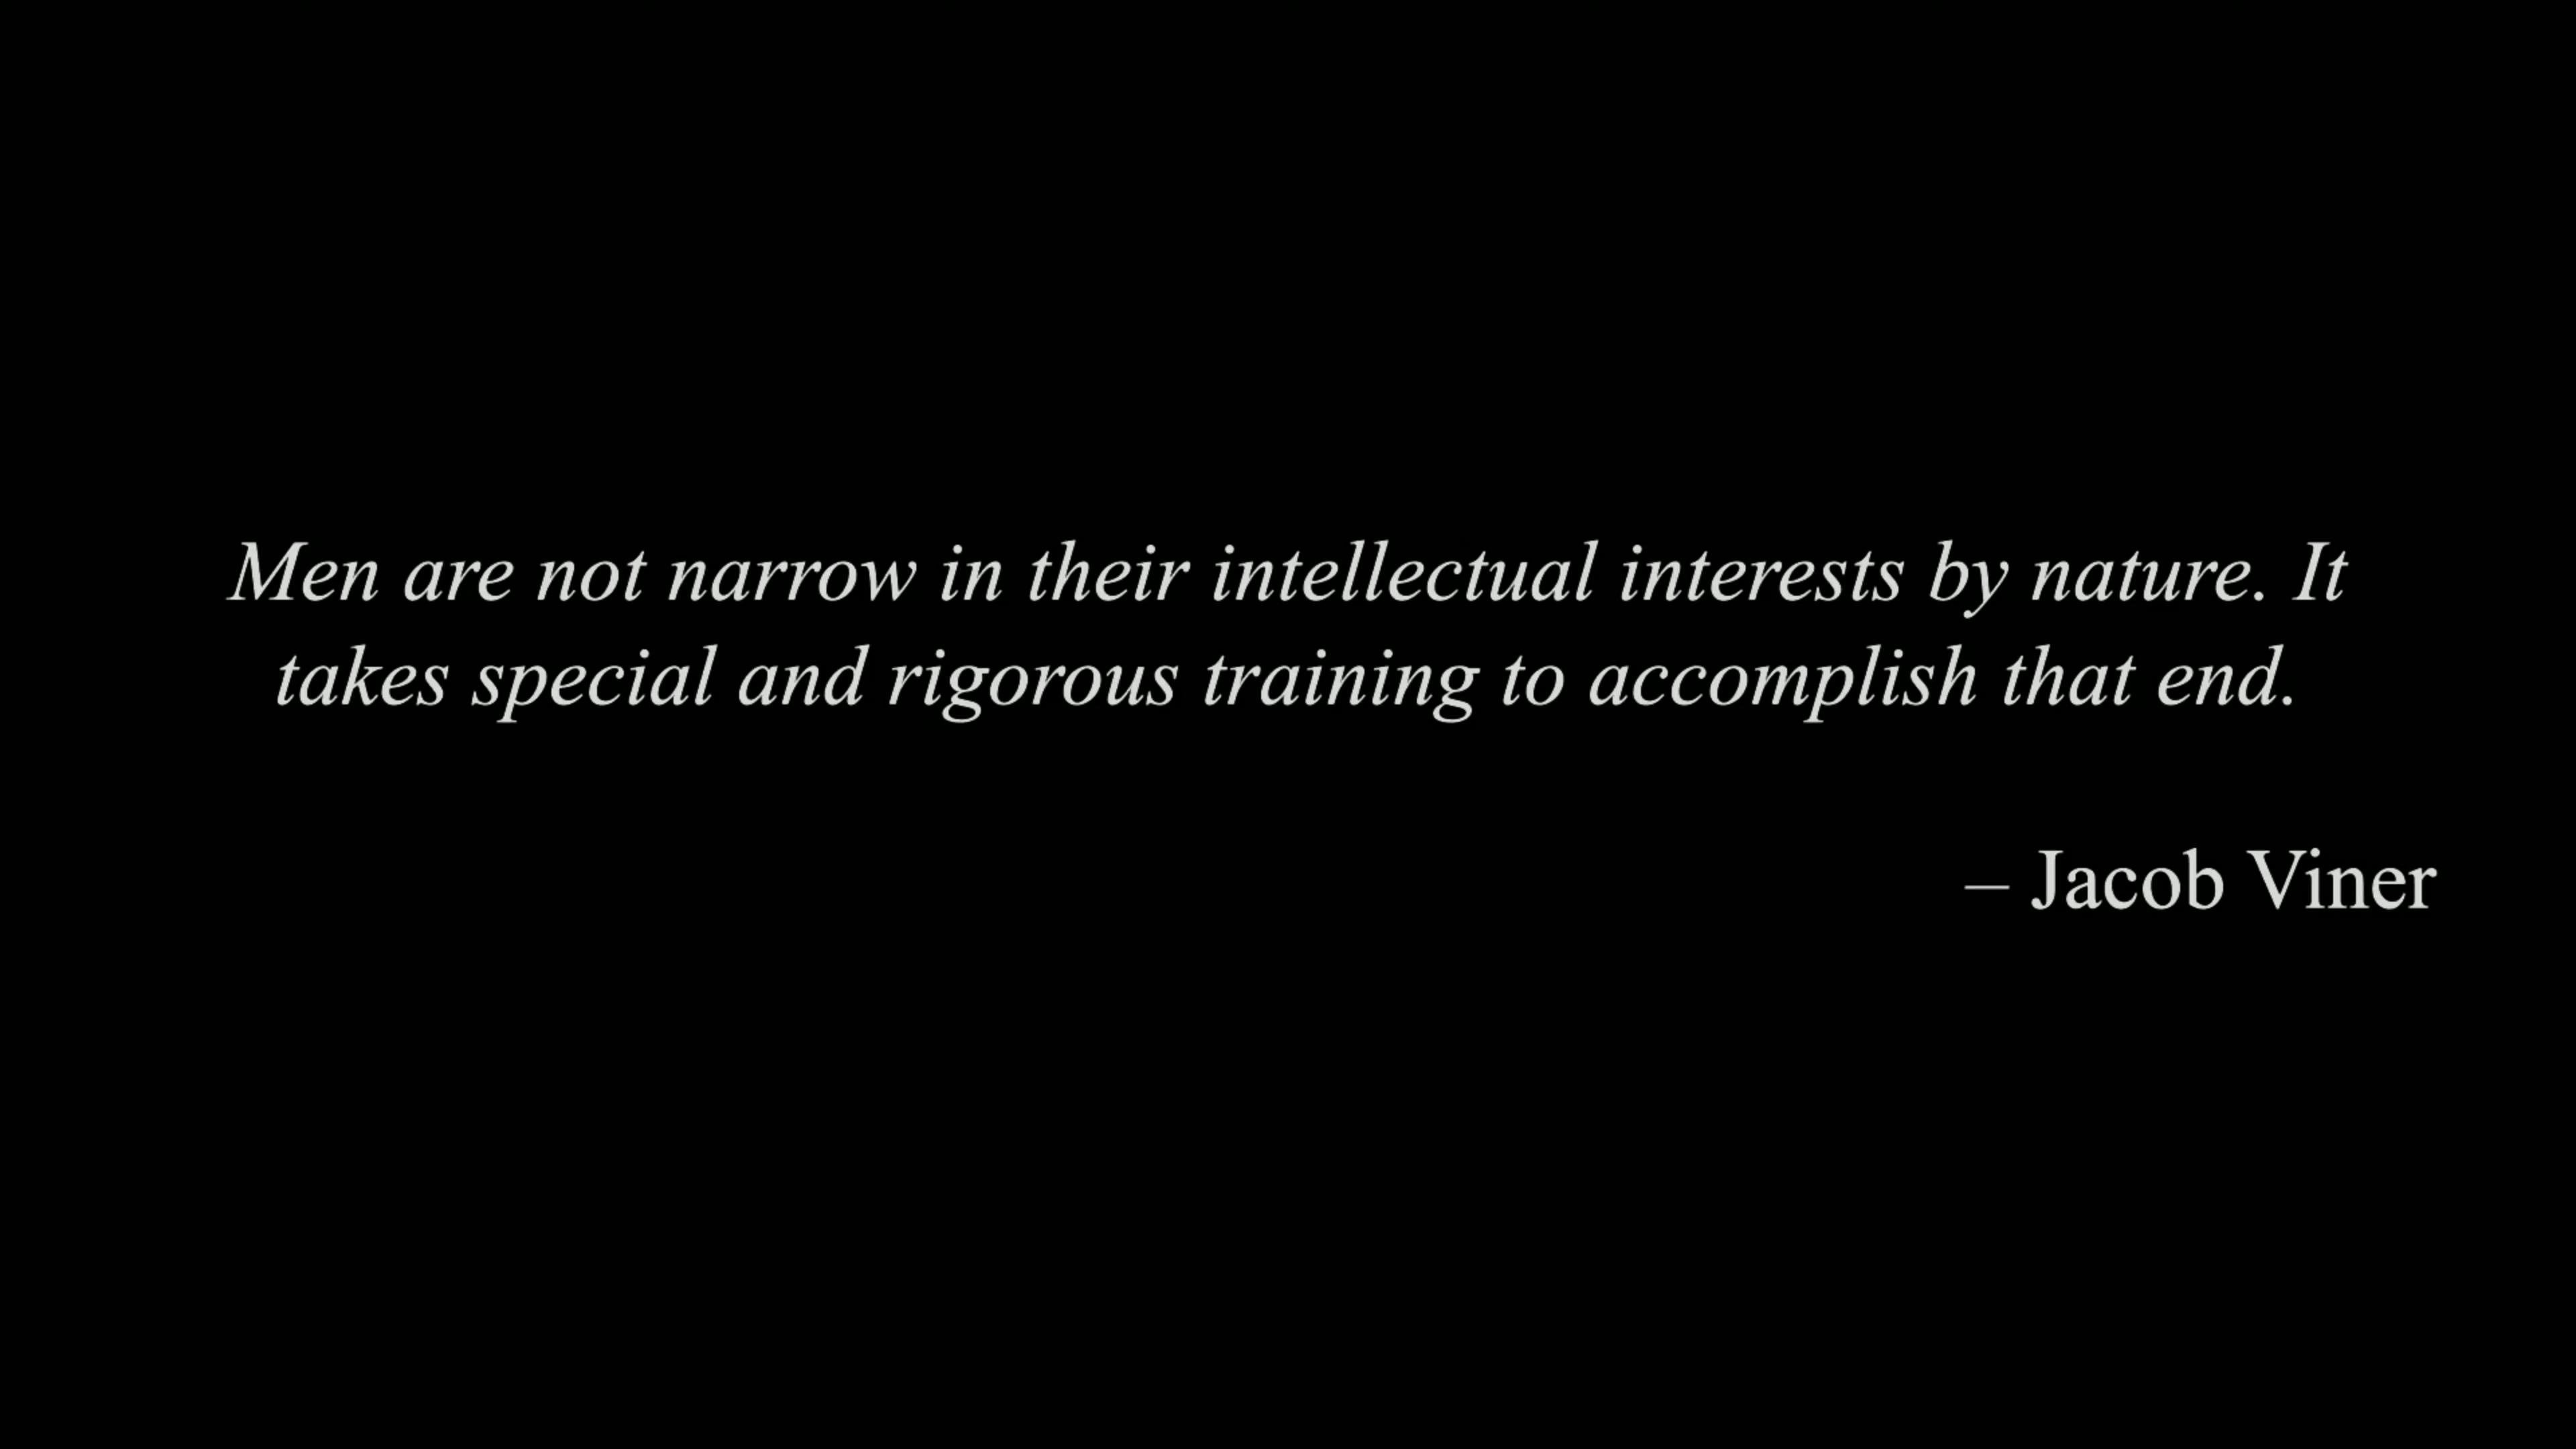 Men are not narrow in their intellectual interests by nature. It
takes special and rigorous training to accomplish that end.
– Jacob Viner